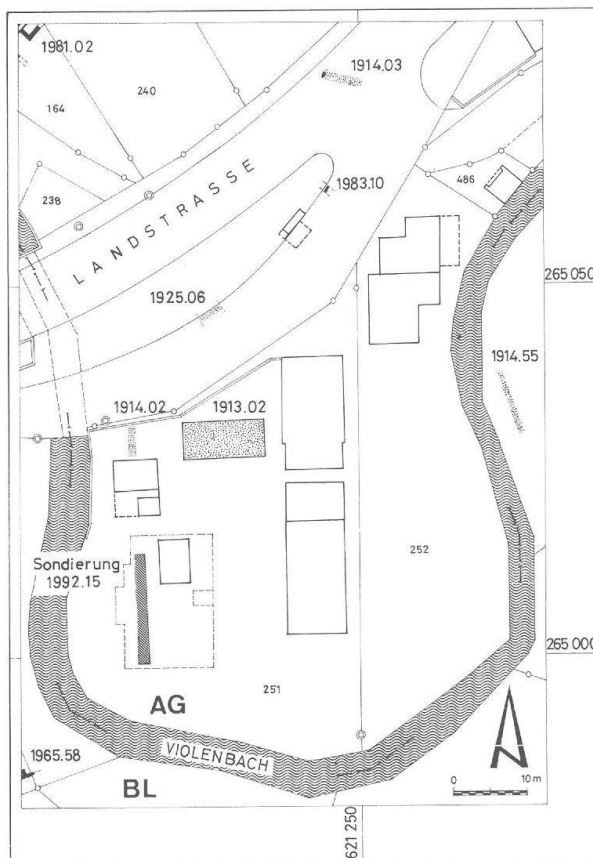 1981.02
1914.03
240
164
238
1983.10
486
LANDSTRASSE
265 050
1925.06
1914.55
1914.02
1913.02
Sondierung
1992.15
252
265 000
251
AG
VIOLENBACH
N
1965.58
BL
0 10 m
621 250